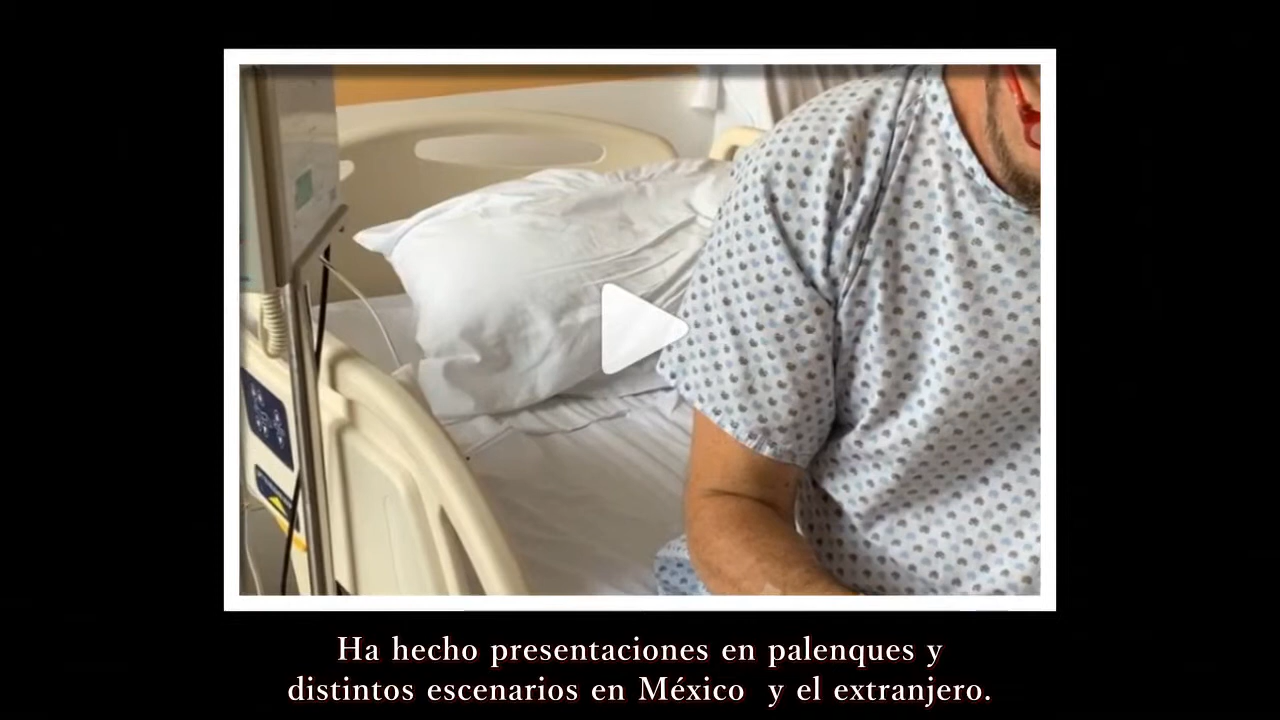 Ha hecho presentaciones en palenques y
distintos escenarios en México y el extranjero.